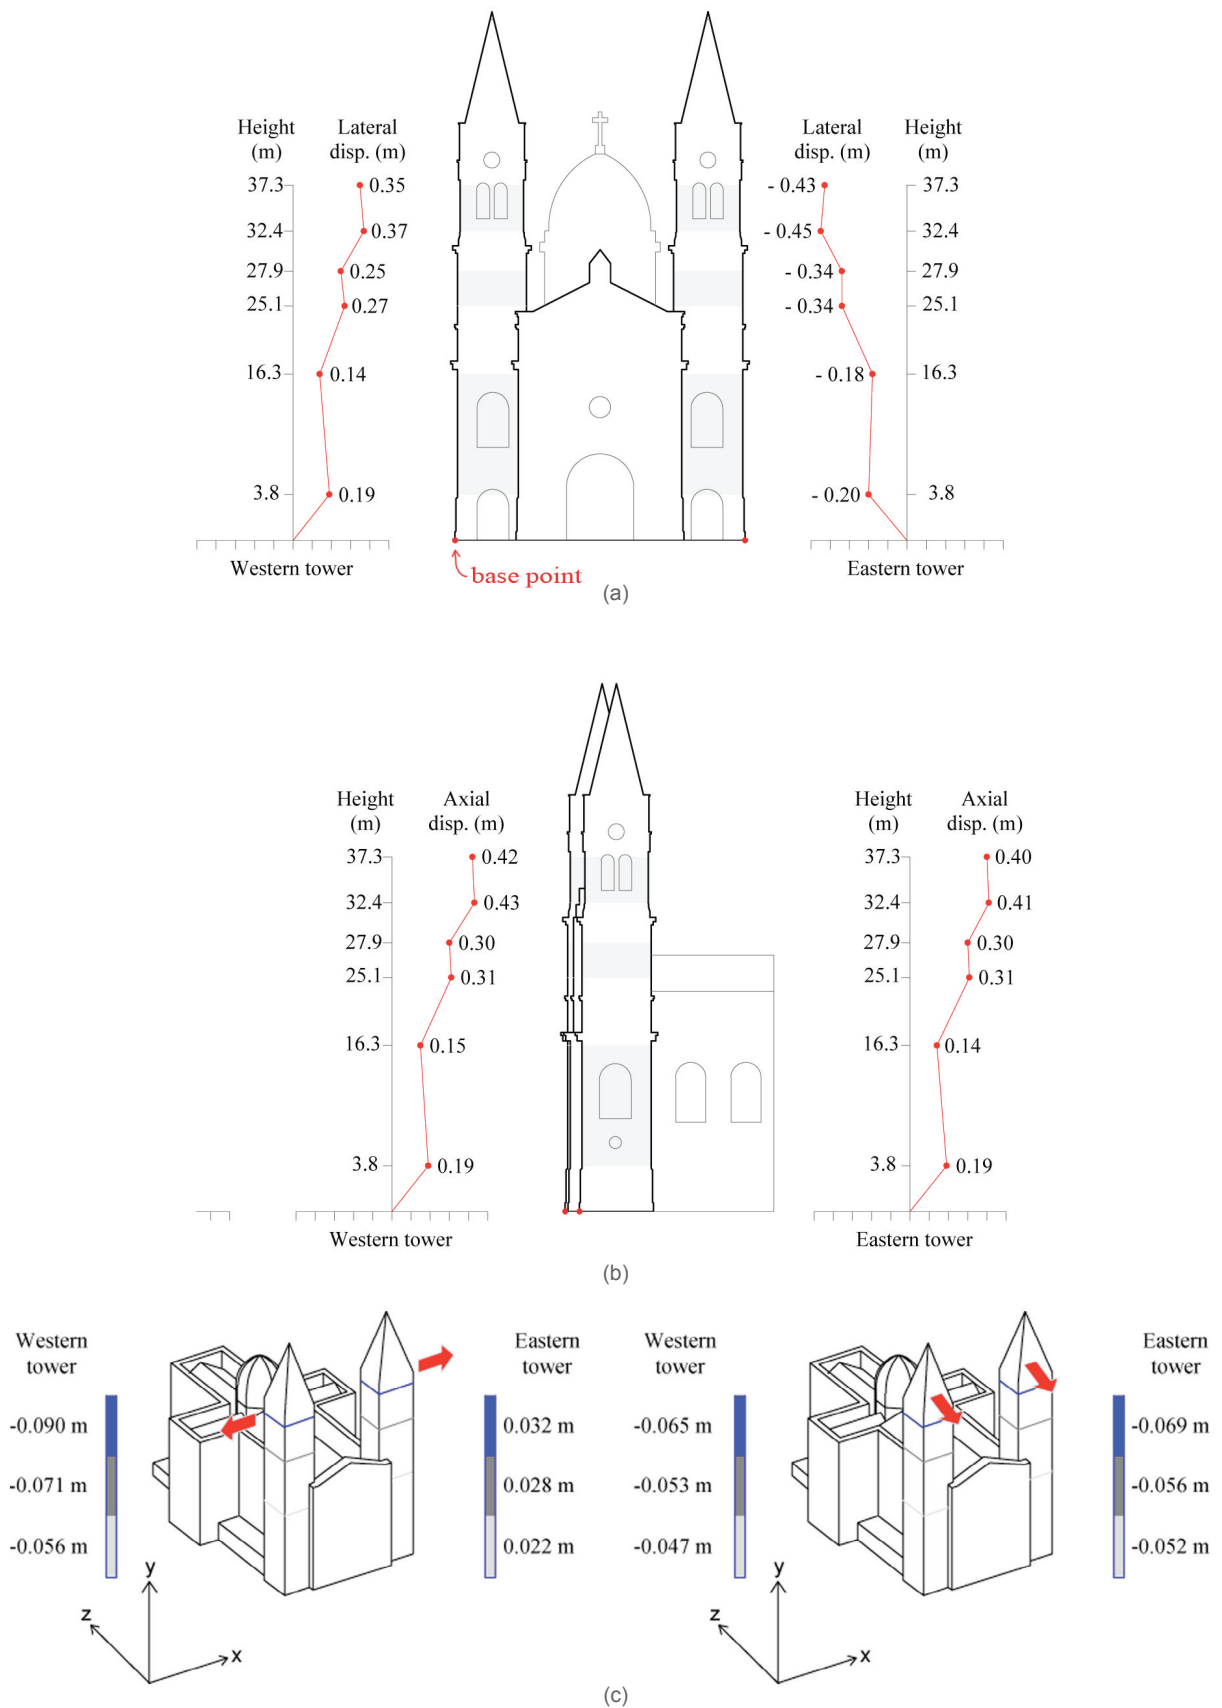 Height Lateral Lateral Height
(m) disp. (m) disp. (m) (m)
37.3 0.35 - 0.43 37.3
32.4 0.37 - 0.45 32.4
27.9 0.25 - 0.34 27.9
25.1 0.27 - 0.34 25.1
16.3 0.14 - 0.18 16.3
3.8 0.19 - 0.20 3.8
Western tower Eastern tower
base point
(a)
Height Axial Height Axial
(m) disp. (m) (m) disp. (m)
37.3 0.42 37.3 0.40
32.4 0.43 32.4 0.41
27.9 0.30 27.9 0.30
25.1 0.31 25.1 0.31
16.3 0.15 16.3 0.14
3.8 0.19 3.8 0.19
Western tower Eastern tower
(b)
Western Eastern Western Eastern
tower tower tower tower
-0.090 m 0.032 m -0.065 m -0.069 m
-0.071 m 0.028 m -0.053 m -0.056 m
-0.056 m 0.022 m -0.047 m -0.052 m
y y
z z
x x
(c)